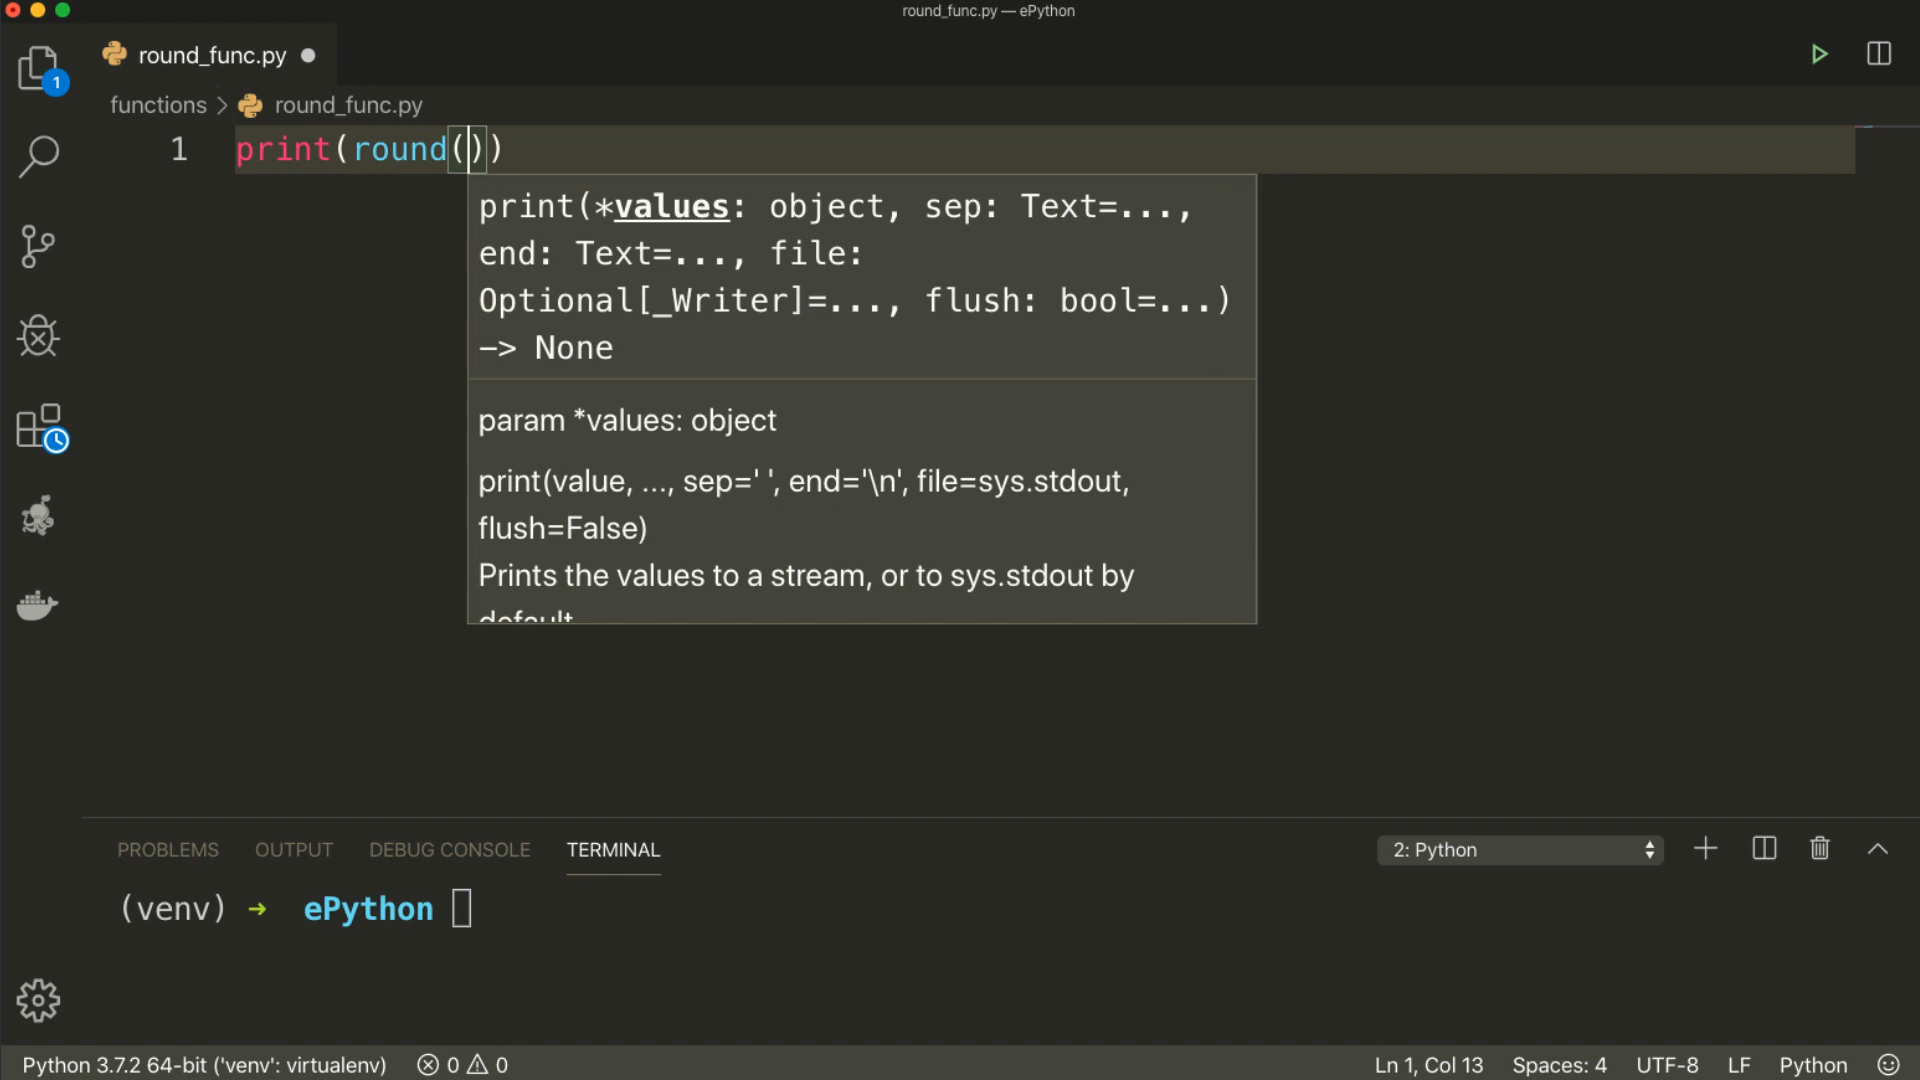 round_func.py — ePython
round_func.py
1
functions > round_func.py
1 print(round())
print(*values: object, sep: Text=...,
end: Text=..., file:
Optional[_Writer]=..., flush: bool=...)
—> None
param *values: object
print(value, ..., sep=' ', end='\n', file=sys.stdout,
flush=False)
Prints the values to a stream, or to sys.stdout by
default
PROBLEMS OUTPUT DEBUG CONSOLE TERMINAL 2: Python
(venv) → ePython
Python 3.7.2 64-bit ('venv': virtualenv) 0 0 Ln 1, Col 13 Spaces: 4 UTF-8 LF Python